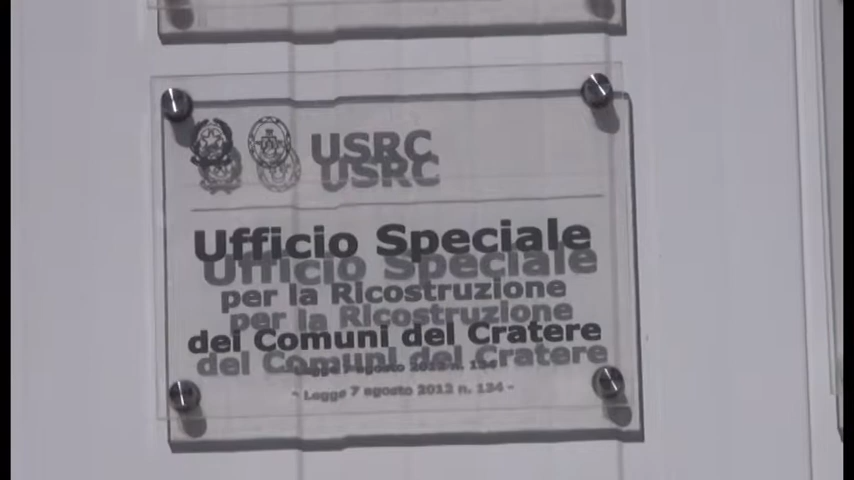 USRC
Ufficio Speciale
per la Ricostruzione
dei Comuni del Cratere
- Legge 7 agosto 2012 n. 134 -